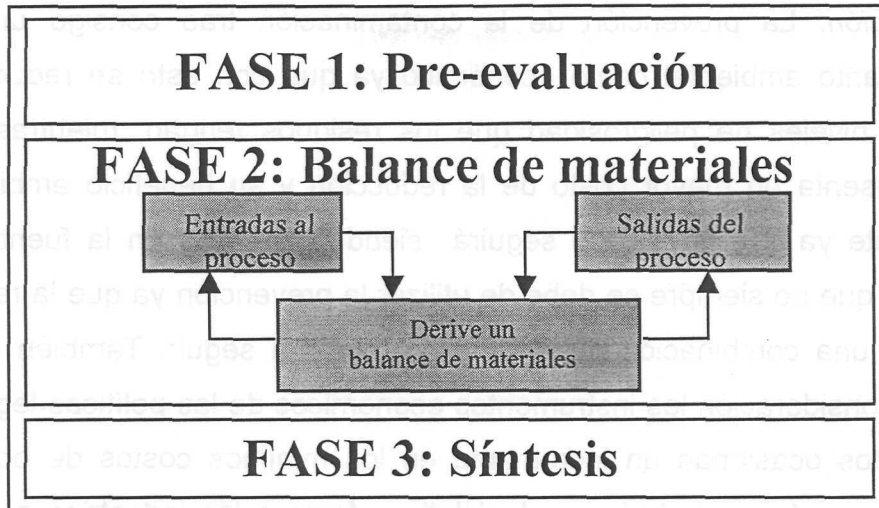 FASE 1: Pre-evaluación
FASE 2: Balance de materiales
Entradas al
proceso
Salidas del
proceso
Derive un
balance de materiales
FASE 3: Síntesis